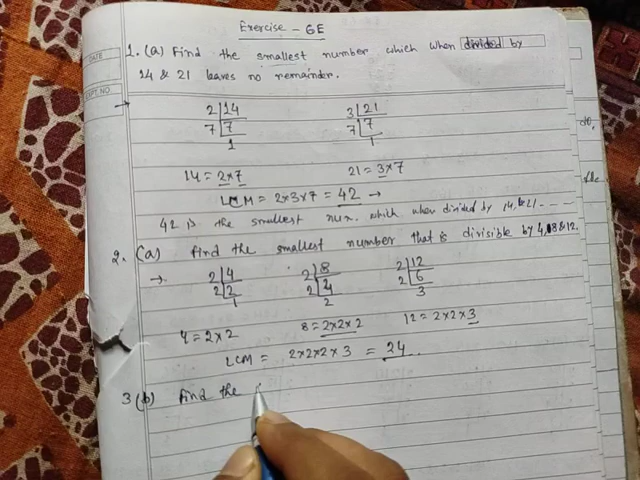 Exercise - 6E
DATE
EXPT. NO.
1. (a) Find the smallest number which when divided by
14 & 21 leaves no remainder.
→ 2 14 3 21
7 7 7 7
1 1
14 = 2×7 21 = 3×7
LCM = 2×3×7 = 42 →
42 is the smallest num. which when divided by 14, & 21 - - - -
2. (a) Find the smallest number that is divisible by 4, 8 & 12.
→ 2 4 2 8 2 12
2 2 2 4 2 6
1 2 3
4 = 2×2 8 = 2×2×2 12 = 2×2×3
LCM = 2×2×2×3 = 24
3 (b) Find the